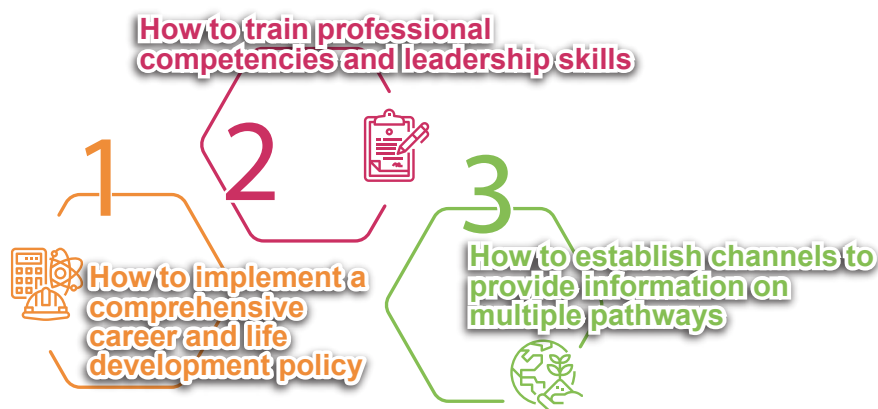 1
How to implement a
comprehensive
career and life
development policy
2
How to train professional
competencies and leadership skills
3
How to establish channels to
provide information on
multiple pathways